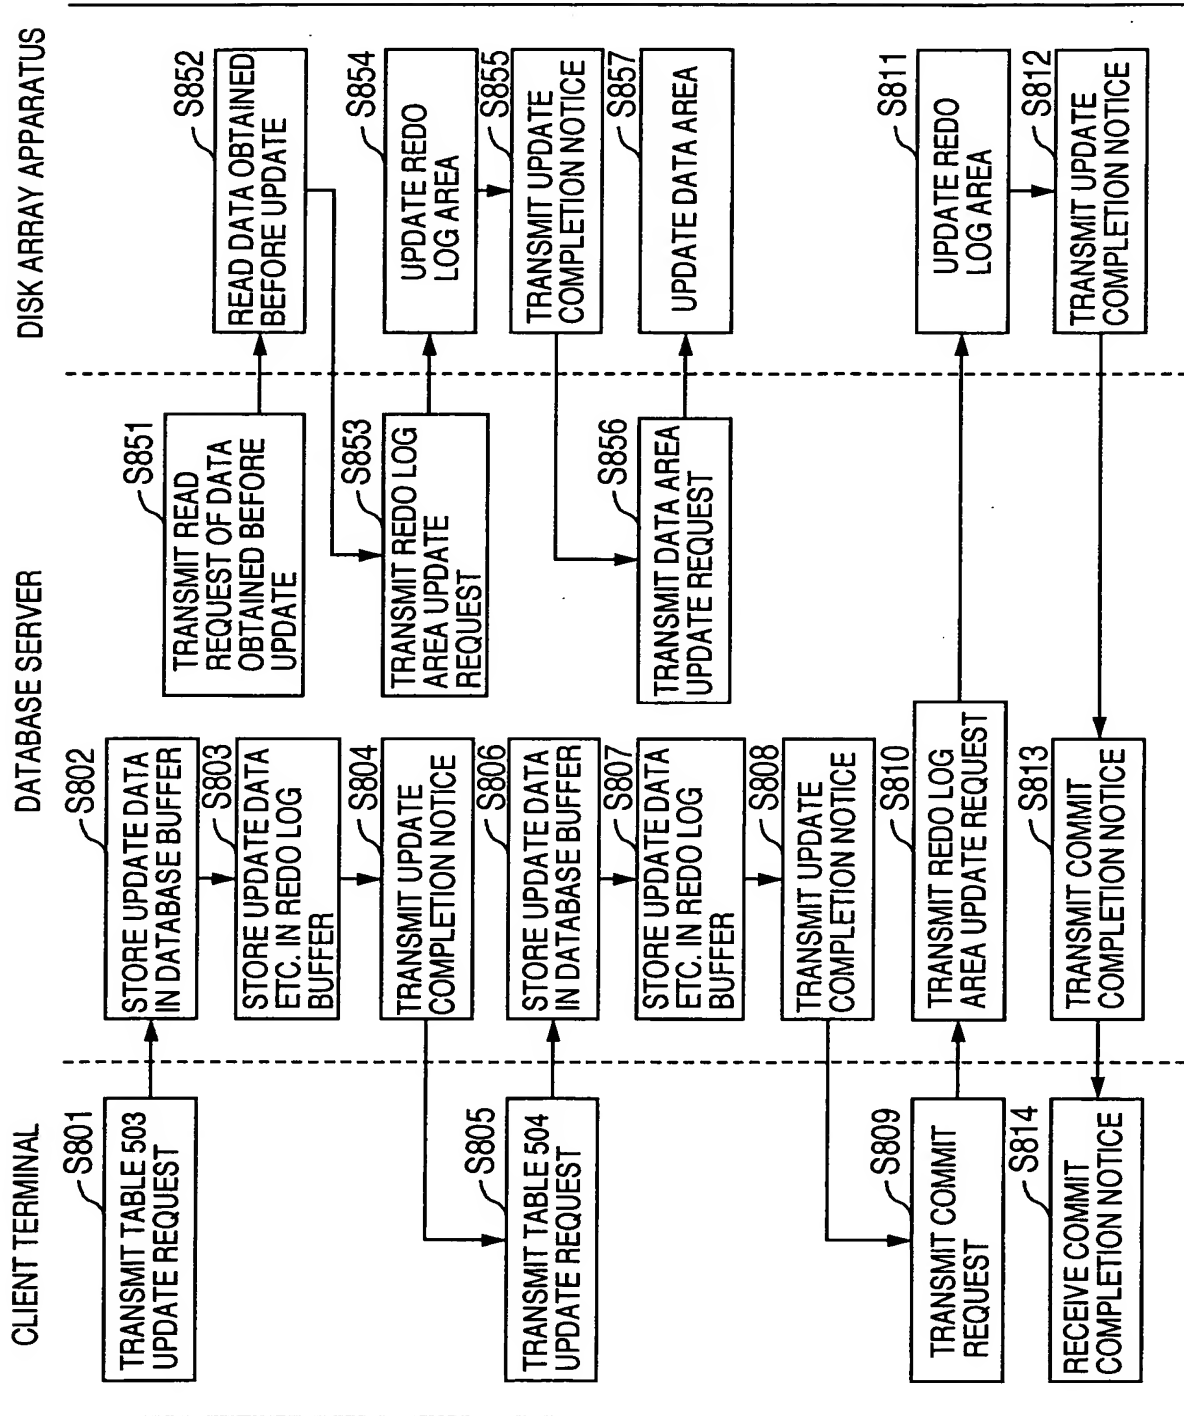 CLIENT TERMINAL
DATABASE SERVER
DISK ARRAY APPARATUS
S801
TRANSMIT TABLE 503
UPDATE REQUEST
S802
STORE UPDATE DATA
IN DATABASE BUFFER
S803
STORE UPDATE DATA
ETC. IN REDO LOG
BUFFER
S804
TRANSMIT UPDATE
COMPLETION NOTICE
S805
TRANSMIT TABLE 504
UPDATE REQUEST
S806
STORE UPDATE DATA
IN DATABASE BUFFER
S807
STORE UPDATE DATA
ETC. IN REDO LOG
BUFFER
S808
TRANSMIT UPDATE
COMPLETION NOTICE
S809
TRANSMIT COMMIT
REQUEST
S810
TRANSMIT REDO LOG
AREA UPDATE REQUEST
S811
UPDATE REDO
LOG AREA
S812
TRANSMIT UPDATE
COMPLETION NOTICE
S813
TRANSMIT COMMIT
COMPLETION NOTICE
S814
RECEIVE COMMIT
COMPLETION NOTICE
S851
TRANSMIT READ
REQUEST OF DATA
OBTAINED BEFORE
UPDATE
S852
READ DATA OBTAINED
BEFORE UPDATE
S853
TRANSMIT REDO LOG
AREA UPDATE
REQUEST
S854
UPDATE REDO
LOG AREA
S855
TRANSMIT UPDATE
COMPLETION NOTICE
S856
TRANSMIT DATA AREA
UPDATE REQUEST
S857
UPDATE DATA AREA